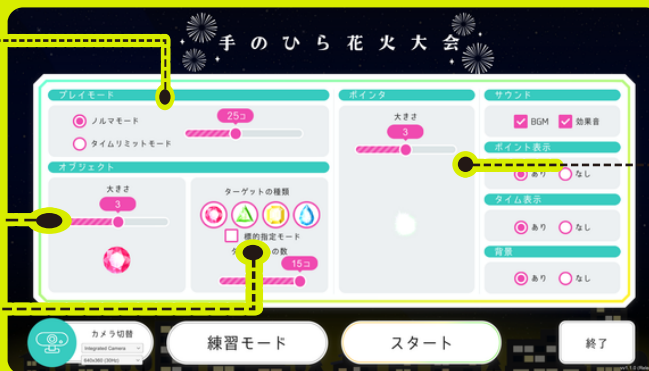 手のひら花火大会
プレイモード
ノルマモード
25コ
タイムリミットモード
オブジェクト
大きさ
3
ターゲットの種類
標的指定モード
の数
15コ
ポインタ
大きさ
3
サウンド
BGM
効果音
ポイント表示
あり
なし
タイム表示
あり
なし
背景
あり
なし
カメラ切替
Integrated Camera
640x360 (30Hz)
練習モード
スタート
終了